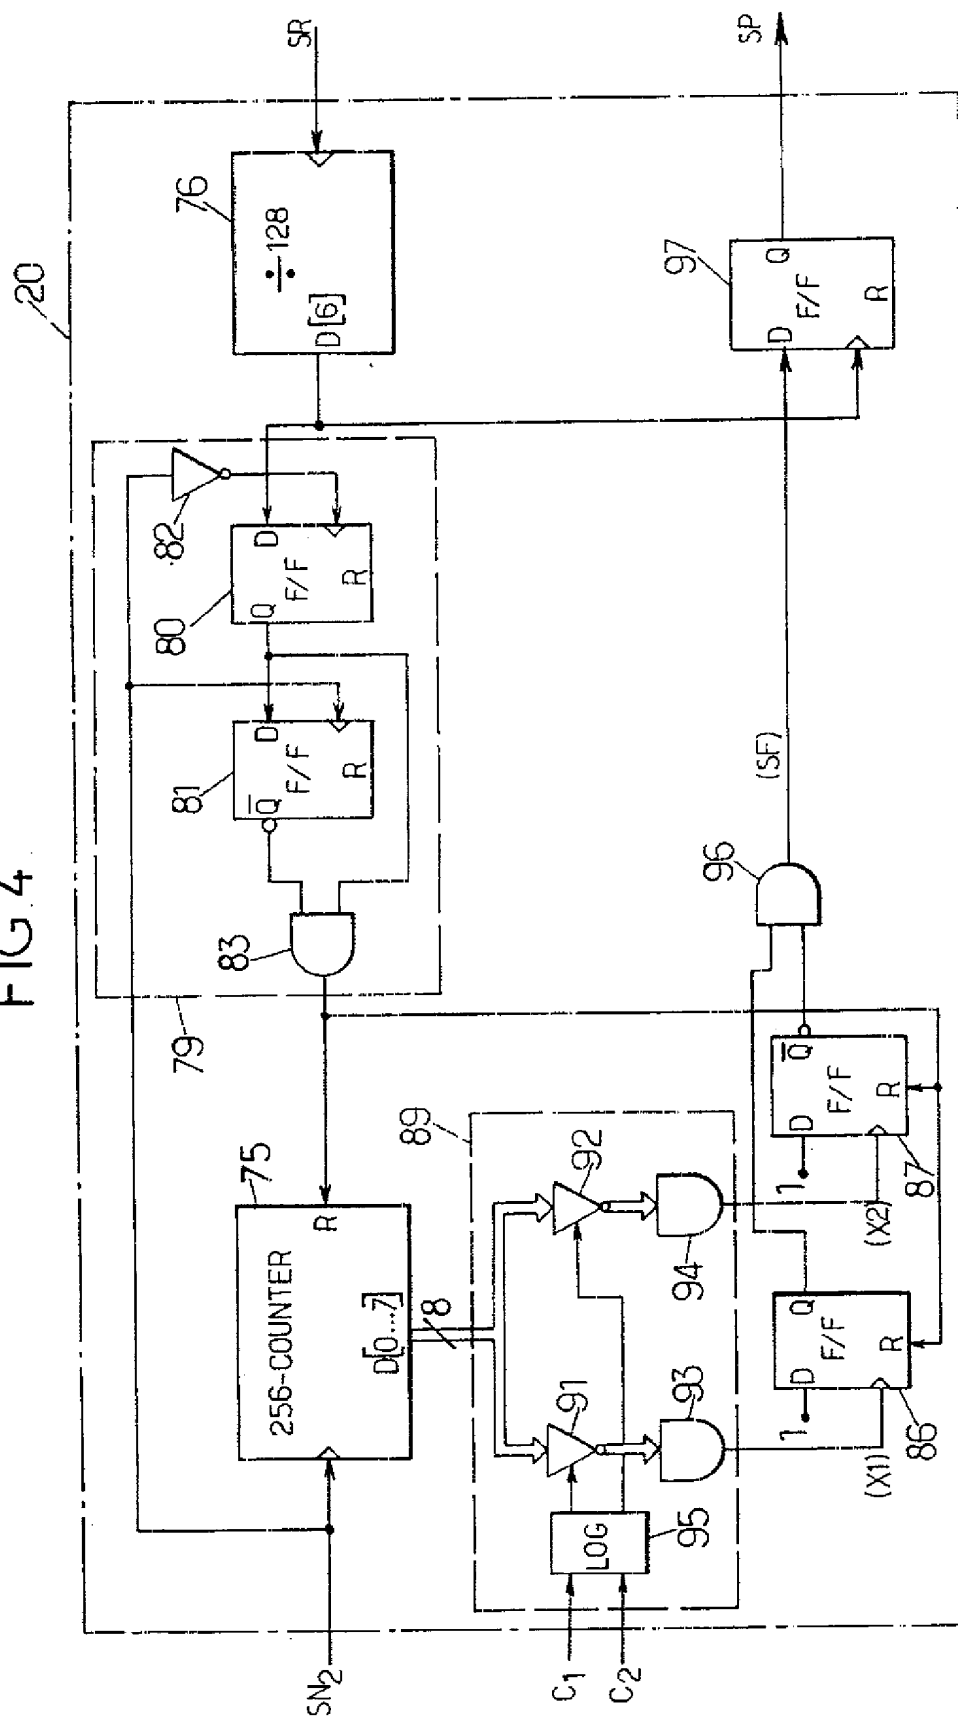 FIG. 4
20
SR
76
÷128
D[6]
82
80
D
Q
F/F
R
81
D
Q̅
F/F
R
83
79
SN2
75
256-COUNTER
R
D[0...7]
8
89
91
92
93
94
LOG
95
C1
C2
(X1)
(X2)
1
D
Q
F/F
R
86
1
D
Q̅
F/F
R
87
96
(SF)
97
D
Q
F/F
R
SP